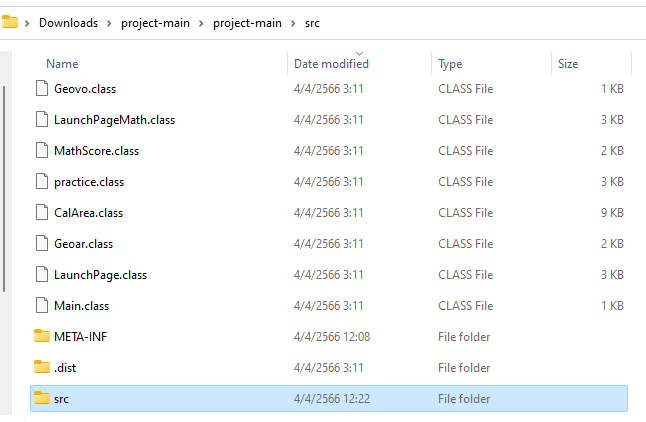 Downloads > project-main > project-main > src
Name Date modified Type Size
Geovo.class 4/4/2566 3:11 CLASS File 1 KB
LaunchPageMath.class 4/4/2566 3:11 CLASS File 3 KB
MathScore.class 4/4/2566 3:11 CLASS File 2 KB
practice.class 4/4/2566 3:11 CLASS File 3 KB
CalArea.class 4/4/2566 3:11 CLASS File 9 KB
Geoar.class 4/4/2566 3:11 CLASS File 2 KB
LaunchPage.class 4/4/2566 3:11 CLASS File 3 KB
Main.class 4/4/2566 3:11 CLASS File 1 KB
META-INF 4/4/2566 12:08 File folder
.dist 4/4/2566 3:11 File folder
src 4/4/2566 12:22 File folder